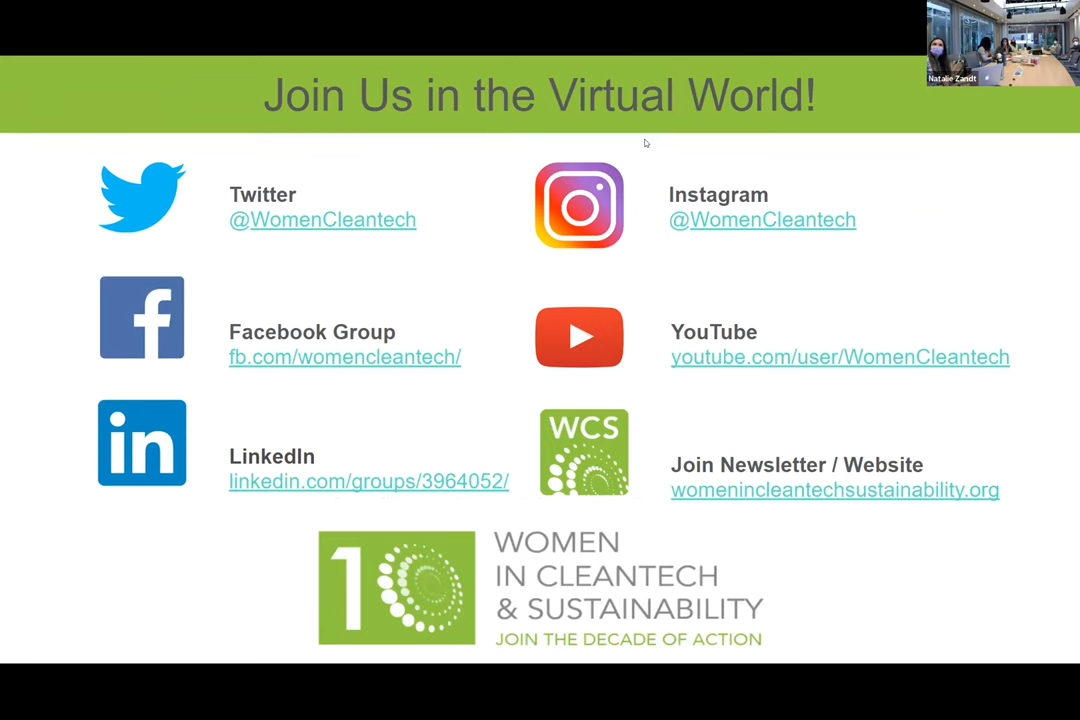 Join Us in the Virtual World!
Natalie Zandt
Twitter
@WomenCleantech
Instagram
@WomenCleantech
Facebook Group
fb.com/womencleantech/
YouTube
youtube.com/user/WomenCleantech
LinkedIn
linkedin.com/groups/3964052/
WCS
Join Newsletter / Website
womenincleantechsustainability.org
10
WOMEN
IN CLEANTECH
& SUSTAINABILITY
JOIN THE DECADE OF ACTION
f
in